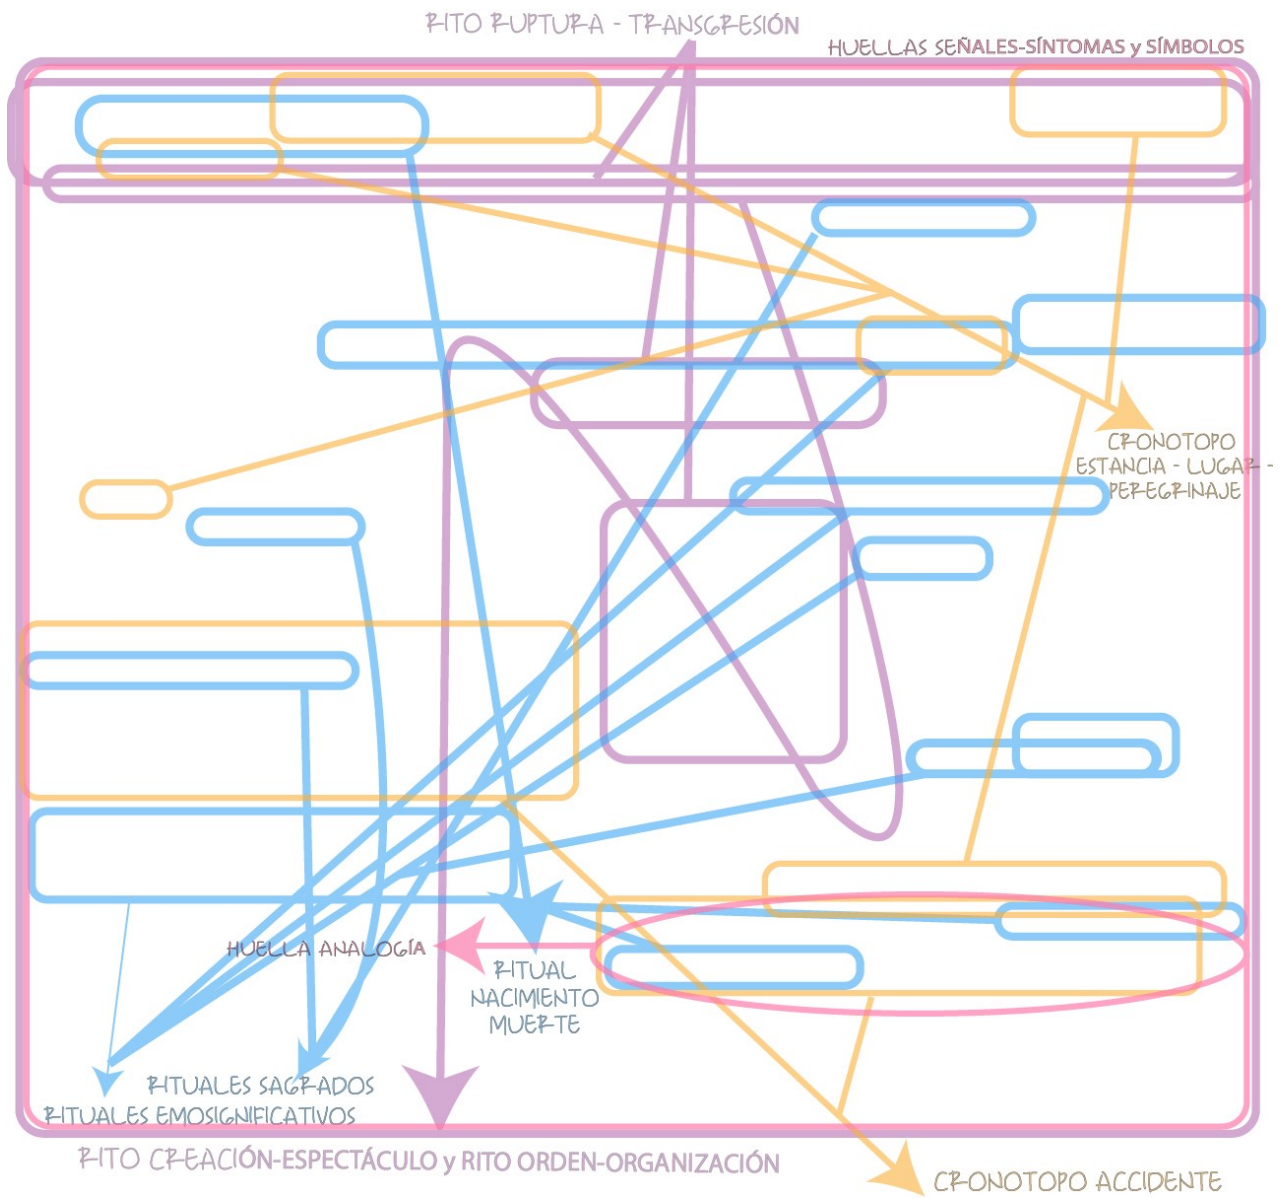 RITO RUPTURA - TRANSGRESIÓN
HUELLAS SEÑALES-SÍNTOMAS y SÍMBOLOS
CRONOTOPO
ESTANCIA - LUGAR -
PEREGRINAJE
HUELLA ANALOGÍA
RITUAL
NACIMIENTO
MUERTE
RITUALES SAGRADOS
RITUALES EMOSIGNIFICATIVOS
RITO CREACIÓN-ESPECTÁCULO y RITO ORDEN-ORGANIZACIÓN
CRONOTOPO ACCIDENTE